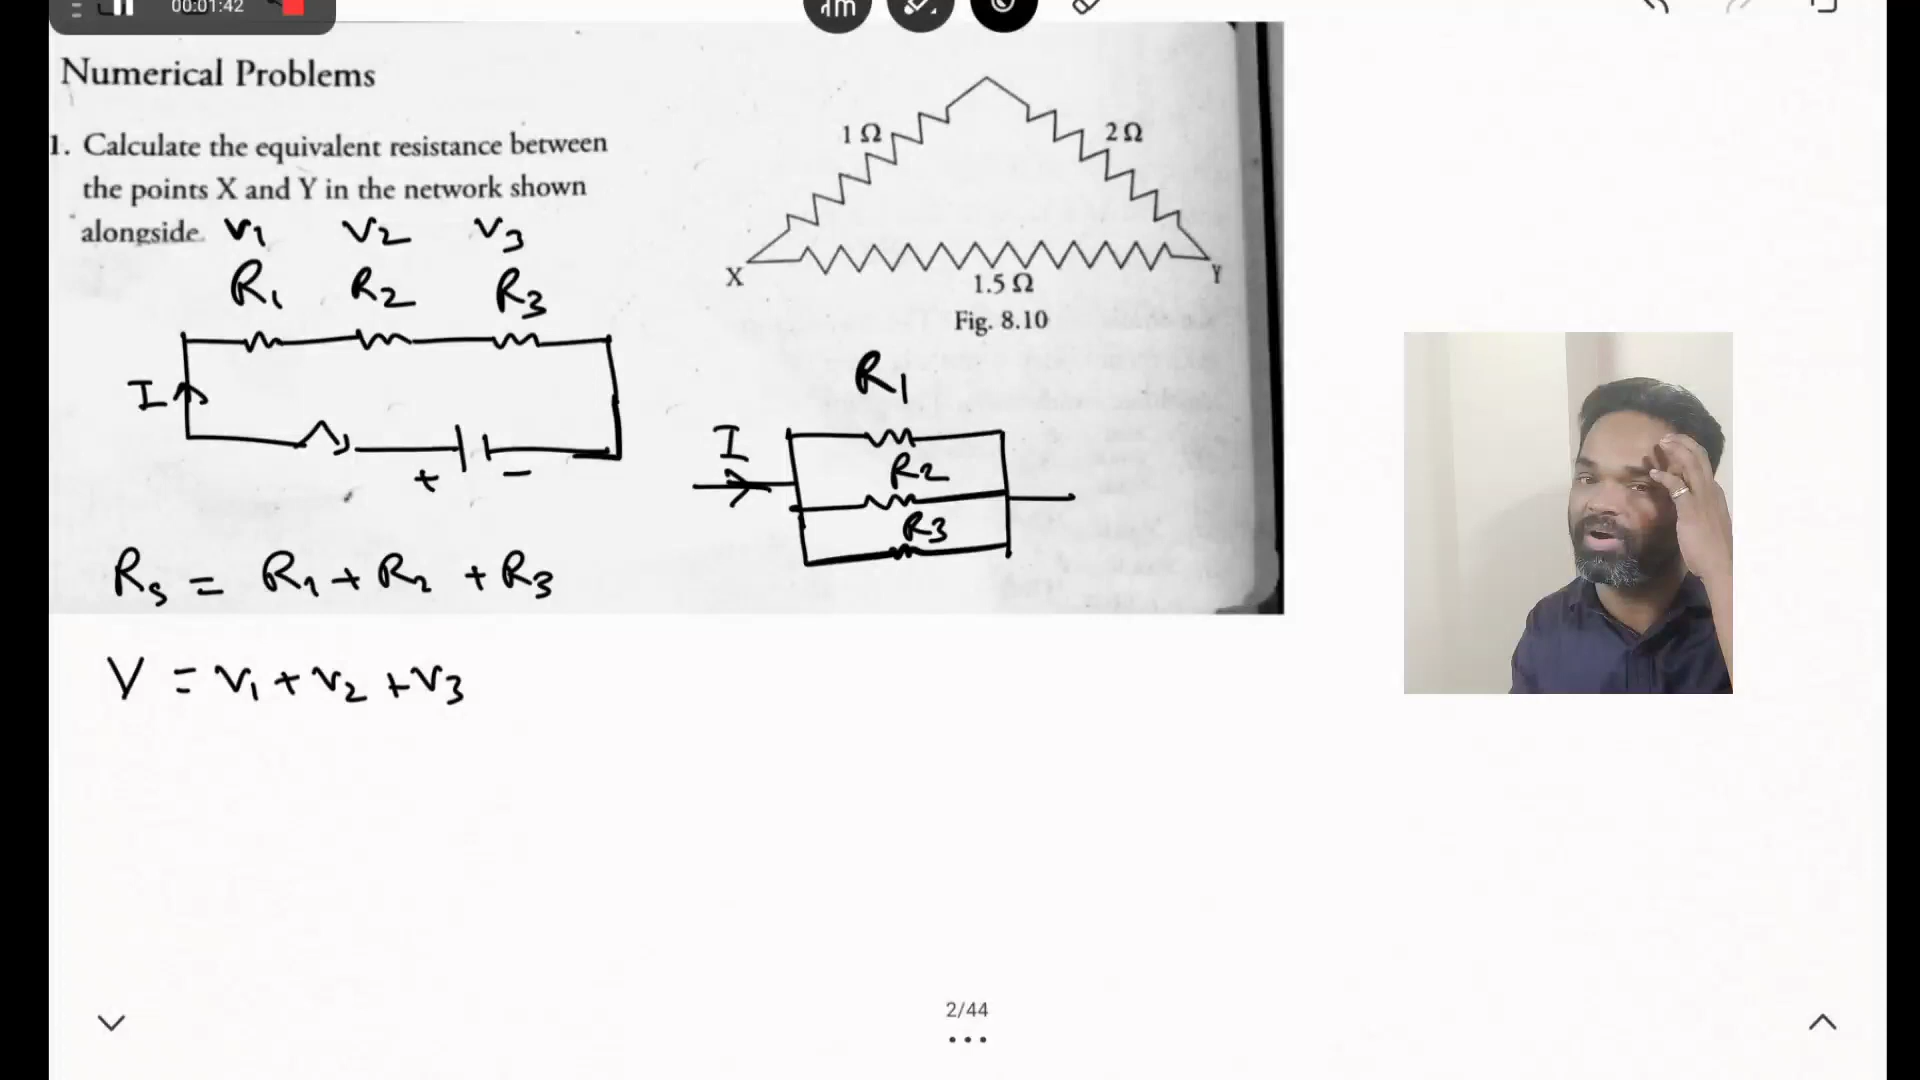 00:01:42
Numerical Problems
1. Calculate the equivalent resistance between
the points X and Y in the network shown
alongside.
1 Ω
2 Ω
X
Y
1.5 Ω
Fig. 8.10
V1 V2 V3
R1 R2 R3
I
+ −
Rs = R1 + R2 + R3
V = V1 + V2 + V3
R1
I
R2
R3
2/44